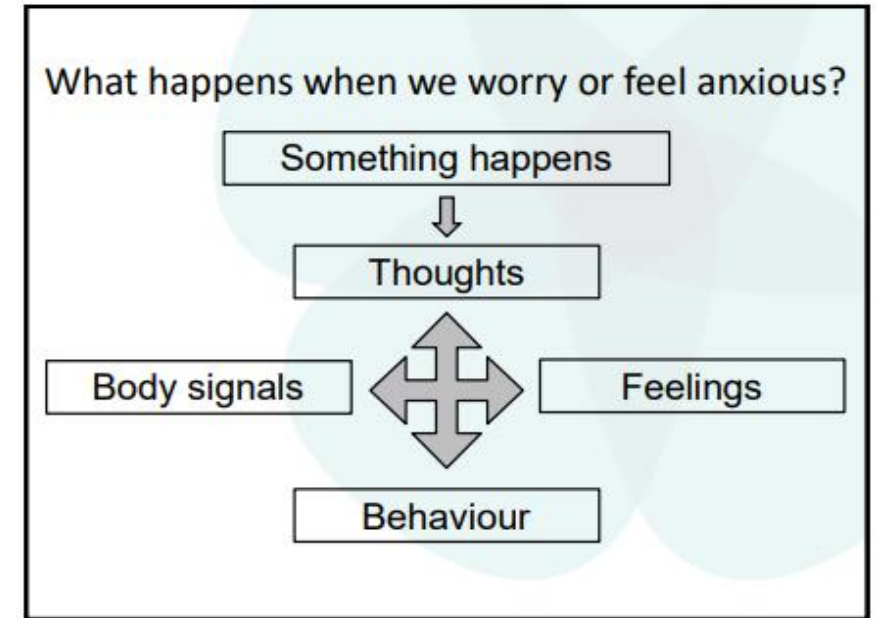 What happens when we worry or feel anxious?
Something happens
Thoughts
Body signals
Feelings
Behaviour